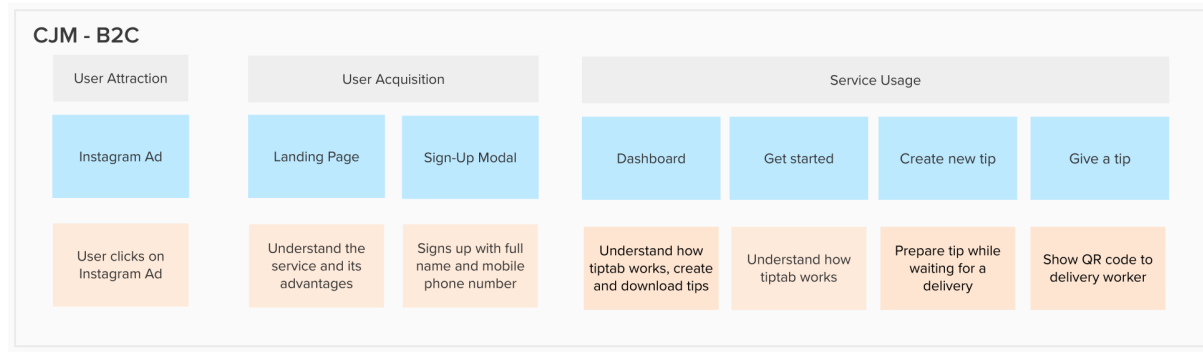 CJM - B2C
User Attraction
User Acquisition
Service Usage
Instagram Ad
Landing Page
Sign-Up Modal
Dashboard
Get started
Create new tip
Give a tip
User clicks on
Instagram Ad
Understand the
service and its
advantages
Signs up with full
name and mobile
phone number
Understand how
tiptab works, create
and download tips
Understand how
tiptab works
Prepare tip while
waiting for a
delivery
Show QR code to
delivery worker